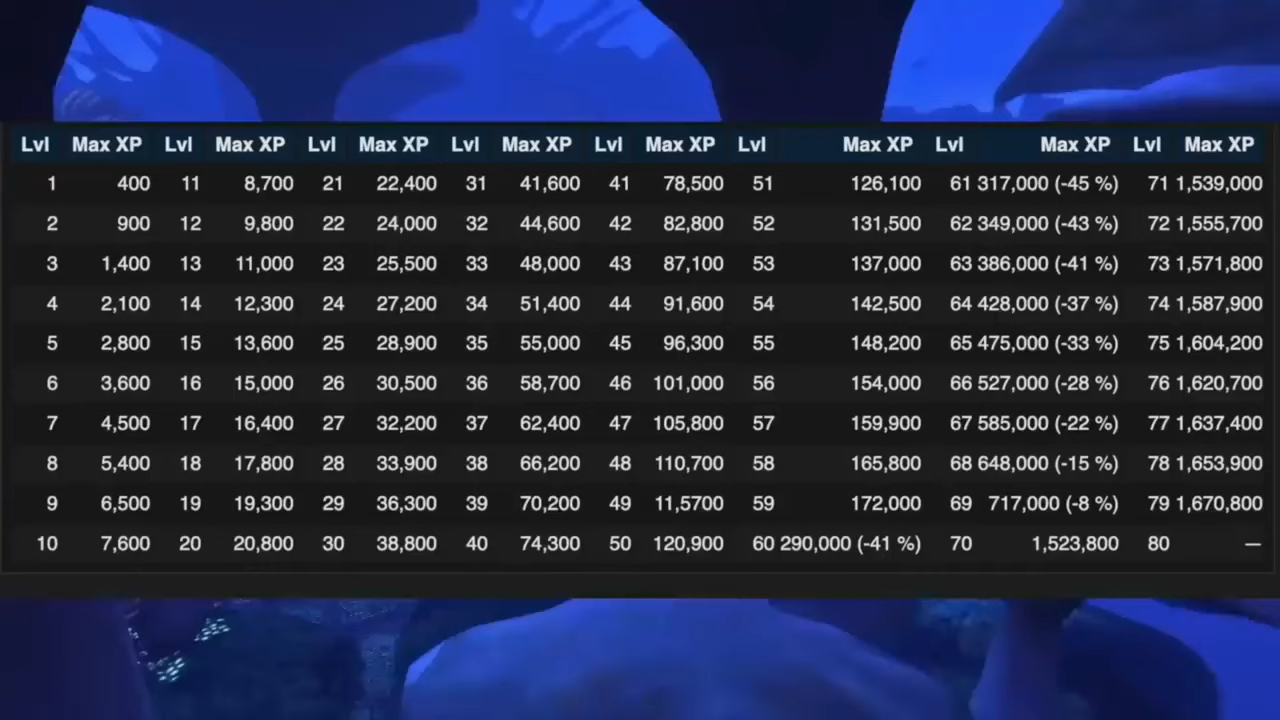 Lvl Max XP Lvl Max XP Lvl Max XP Lvl Max XP Lvl Max XP Lvl Max XP Lvl Max XP Lvl Max XP
1 400 11 8,700 21 22,400 31 41,600 41 78,500 51 126,100 61 317,000 (-45 %) 71 1,539,000
2 900 12 9,800 22 24,000 32 44,600 42 82,800 52 131,500 62 349,000 (-43 %) 72 1,555,700
3 1,400 13 11,000 23 25,500 33 48,000 43 87,100 53 137,000 63 386,000 (-41 %) 73 1,571,800
4 2,100 14 12,300 24 27,200 34 51,400 44 91,600 54 142,500 64 428,000 (-37 %) 74 1,587,900
5 2,800 15 13,600 25 28,900 35 55,000 45 96,300 55 148,200 65 475,000 (-33 %) 75 1,604,200
6 3,600 16 15,000 26 30,500 36 58,700 46 101,000 56 154,000 66 527,000 (-28 %) 76 1,620,700
7 4,500 17 16,400 27 32,200 37 62,400 47 105,800 57 159,900 67 585,000 (-22 %) 77 1,637,400
8 5,400 18 17,800 28 33,900 38 66,200 48 110,700 58 165,800 68 648,000 (-15 %) 78 1,653,900
9 6,500 19 19,300 29 36,300 39 70,200 49 11,5700 59 172,000 69 717,000 (-8 %) 79 1,670,800
10 7,600 20 20,800 30 38,800 40 74,300 50 120,900 60 290,000 (-41 %) 70 1,523,800 80 —